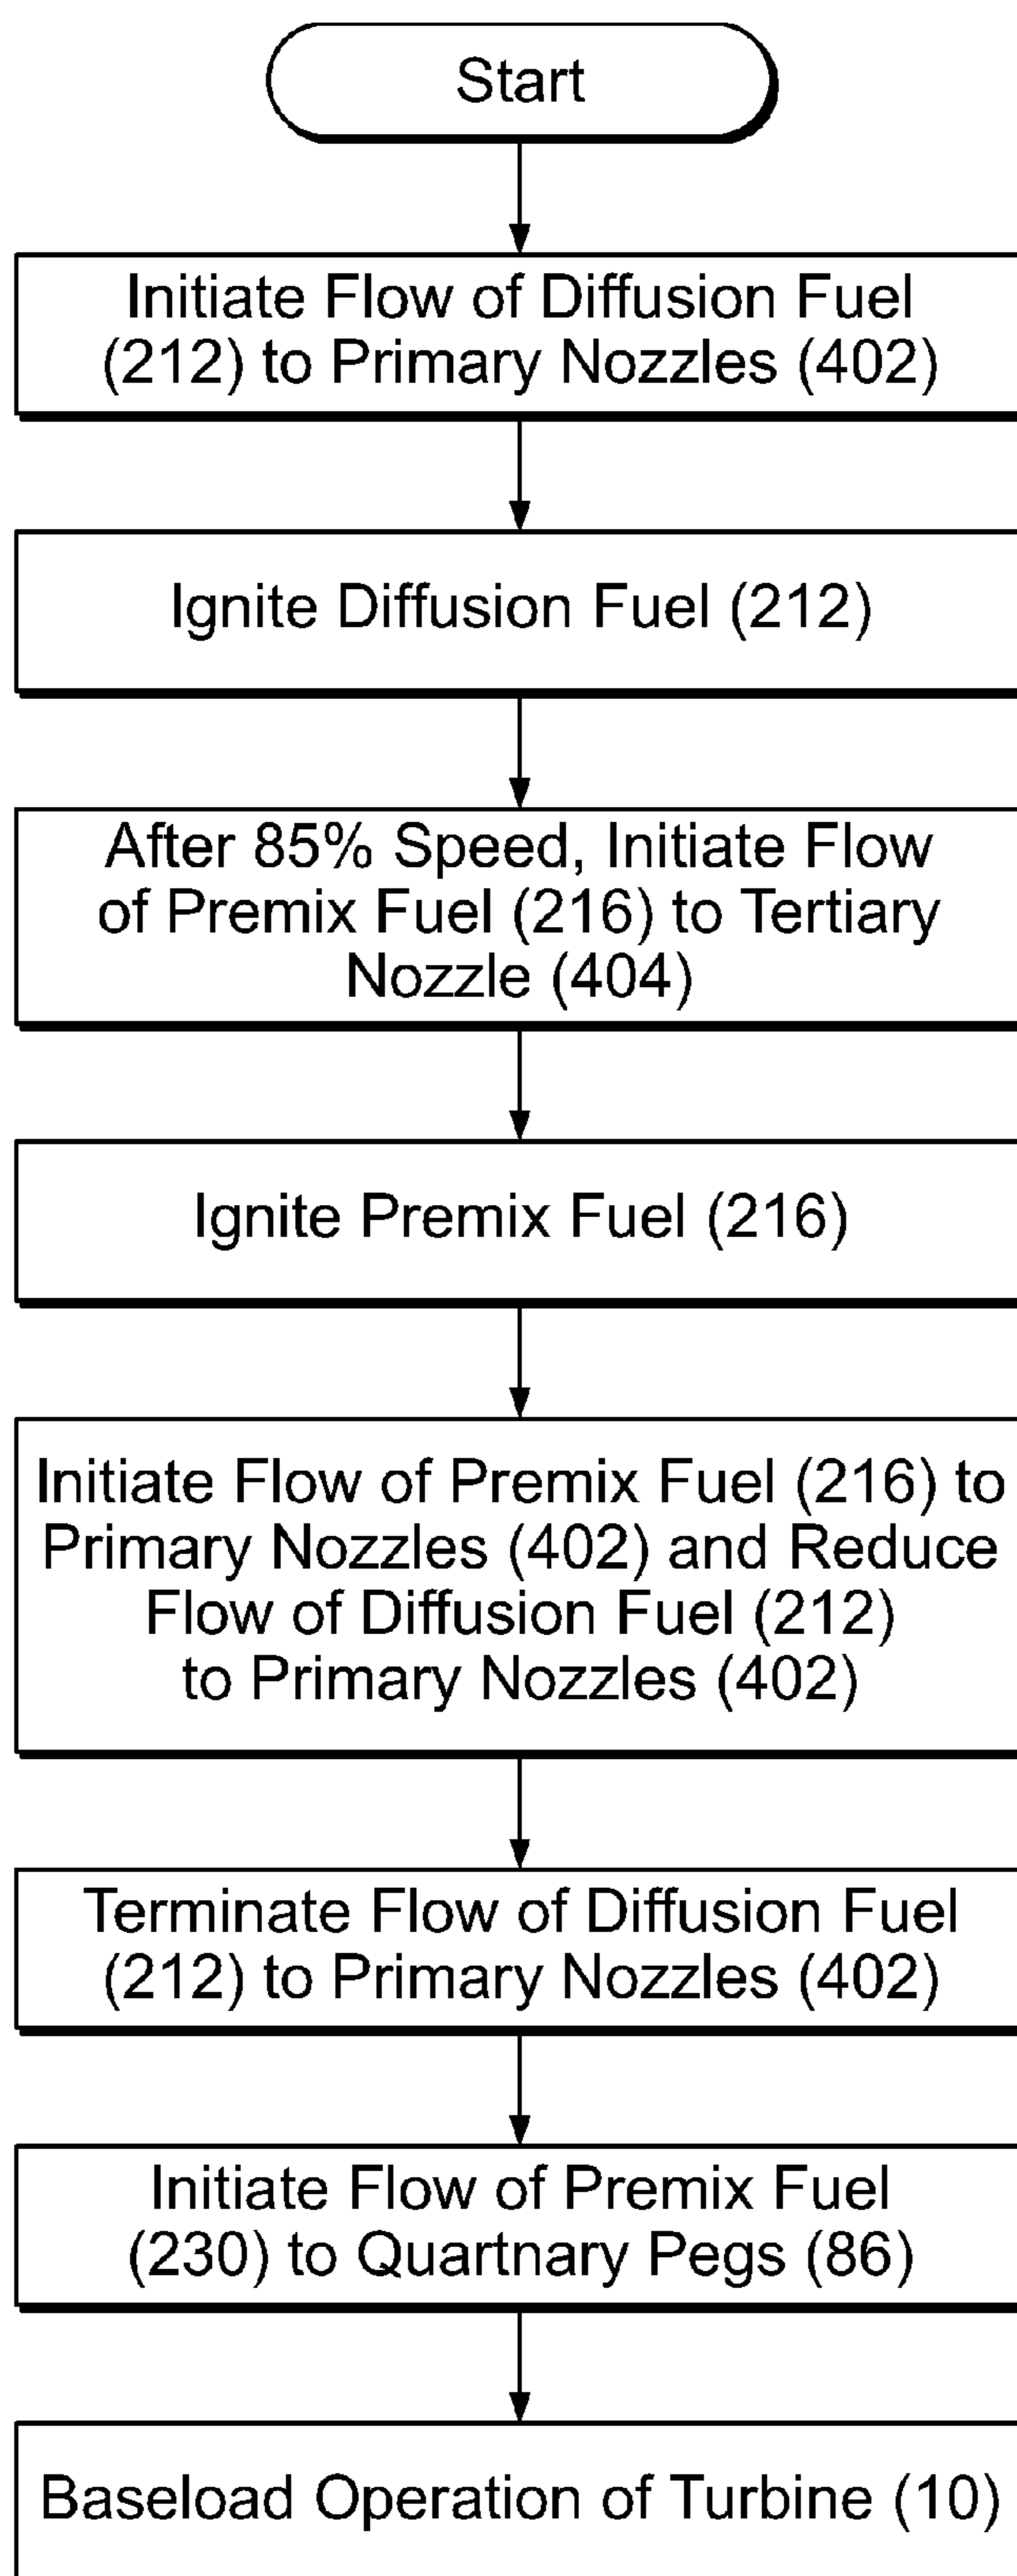 Start
Initiate Flow of Diffusion Fuel
(212) to Primary Nozzles (402)
Ignite Diffusion Fuel (212)
After 85% Speed, Initiate Flow
of Premix Fuel (216) to Tertiary
Nozzle (404)
Ignite Premix Fuel (216)
Initiate Flow of Premix Fuel (216) to
Primary Nozzles (402) and Reduce
Flow of Diffusion Fuel (212)
to Primary Nozzles (402)
Terminate Flow of Diffusion Fuel
(212) to Primary Nozzles (402)
Initiate Flow of Premix Fuel
(230) to Quartnary Pegs (86)
Baseload Operation of Turbine (10)